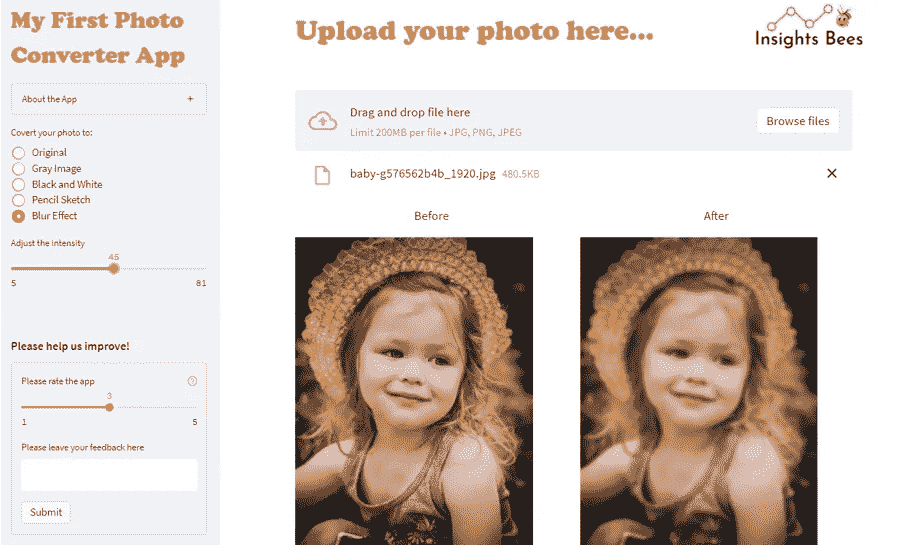 My First Photo
Converter App
About the App +
Covert your photo to:
Original
Gray Image
Black and White
Pencil Sketch
Blur Effect
Adjust the intensity
45
5 81
Please help us improve!
Please rate the app
3
1 5
Please leave your feedback here
Submit
Upload your photo here...
Insights Bees
Drag and drop file here
Limit 200MB per file • JPG, PNG, JPEG
Browse files
baby-g576562b4b_1920.jpg 480.5KB
Before After